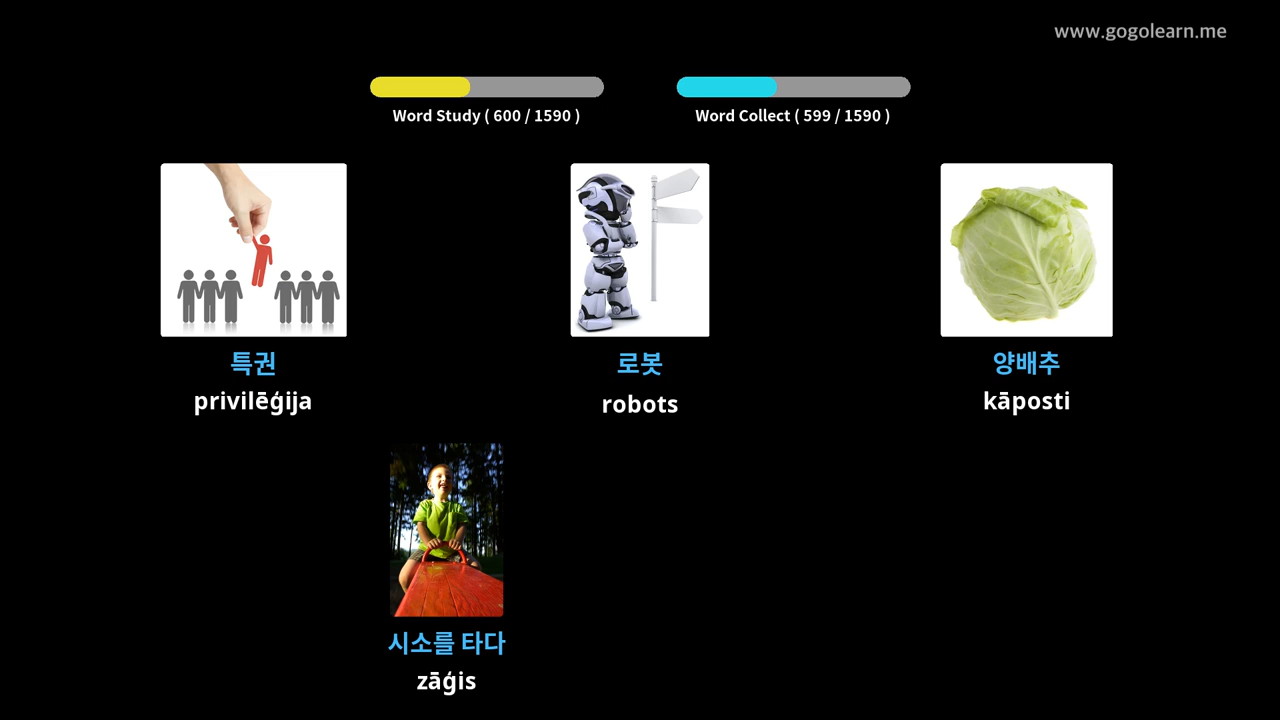 www.gogolearn.me
Word Study ( 600 / 1590 )
Word Collect ( 599 / 1590 )
특권
privilēģija
로봇
robots
양배추
kāposti
시소를 타다
zāģis